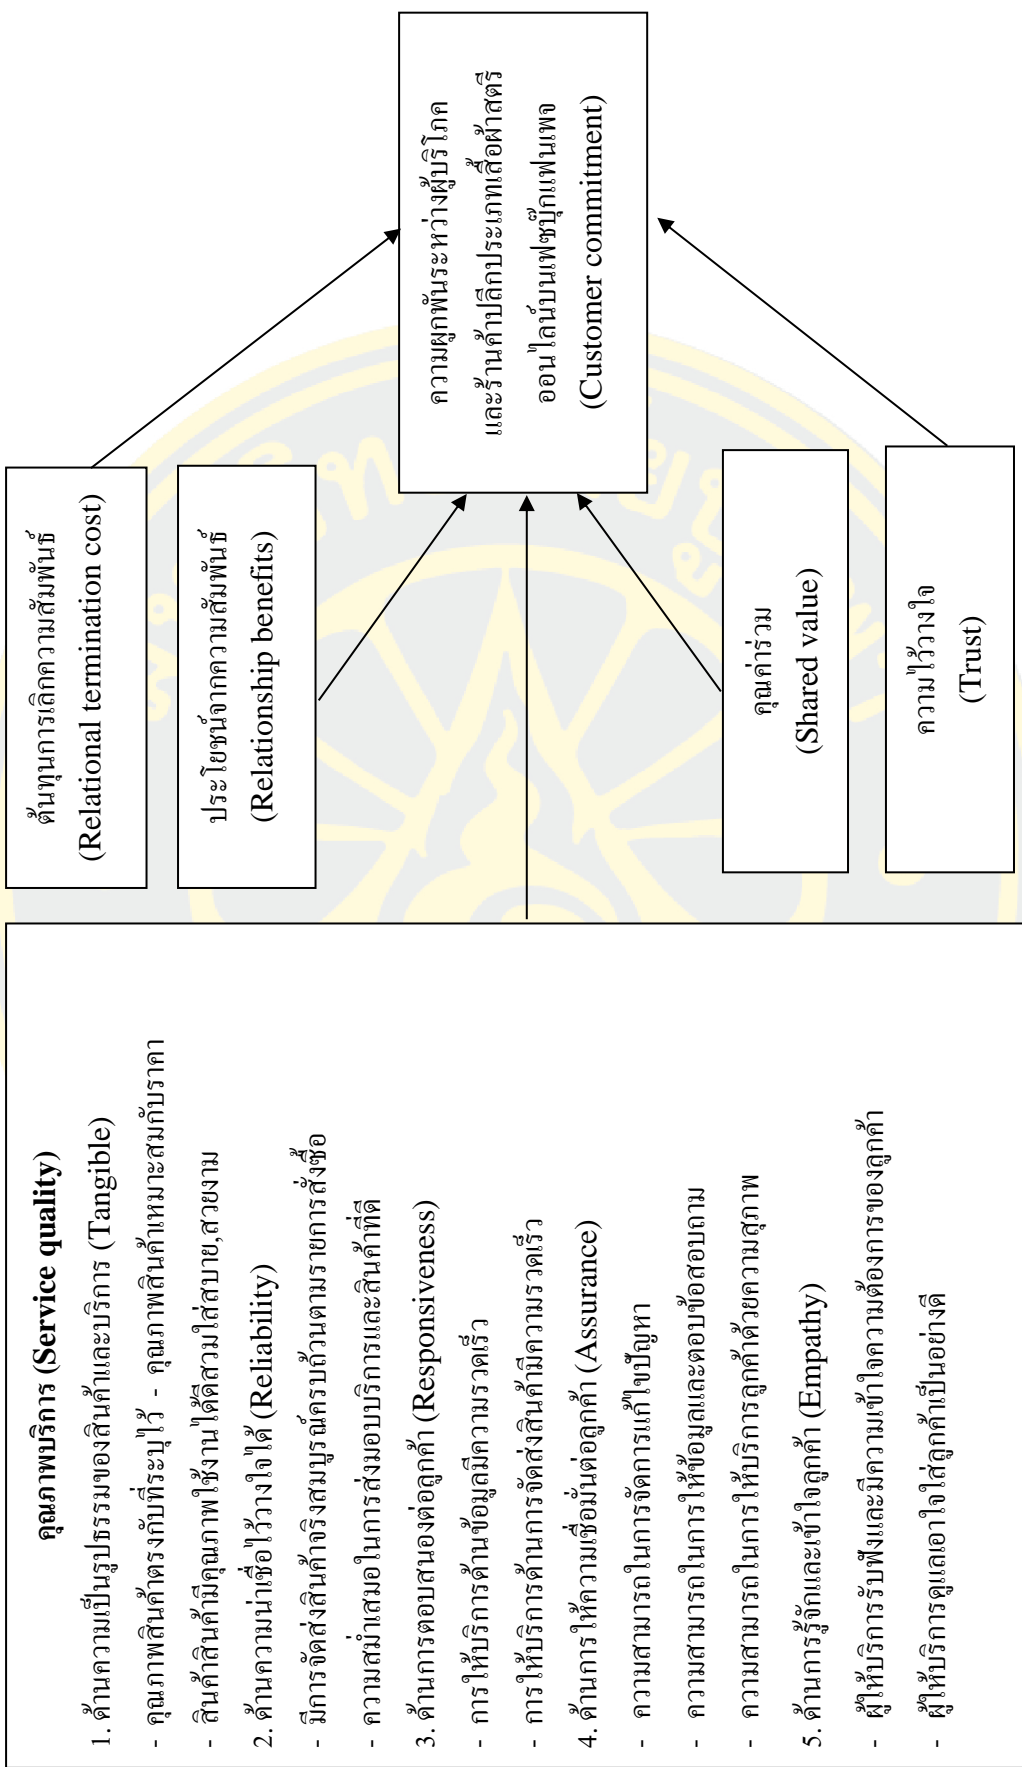 คุณภาพบริการ (Service quality)
1. ด้านความเป็นรูปธรรมของสินค้าและบริการ (Tangible)
- คุณภาพสินค้าตรงกับที่ระบุไว้ - คุณภาพสินค้าเหมาะสมกับราคา
- สินค้าสินค้ามีคุณภาพใช้งานได้ดีสวมใส่สบาย,สวยงาม
2. ด้านความน่าเชื่อไว้วางใจได้ (Reliability)
- มีการจัดส่งสินค้าจริงสมบูรณ์ครบถ้วนตามรายการสั่งซื้อ
- ความสม่ำเสมอในการส่งมอบบริการและสินค้าที่ดี
3. ด้านการตอบสนองต่อลูกค้า (Responsiveness)
- การให้บริการด้านข้อมูลมีความรวดเร็ว
- การให้บริการด้านการจัดส่งสินค้ามีความรวดเร็ว
4. ด้านการให้ความเชื่อมั่นต่อลูกค้า (Assurance)
- ความสามารถในการจัดการแก้ไขปัญหา
- ความสามารถในการให้ข้อมูลและตอบข้อสอบถาม
- ความสามารถในการให้บริการลูกค้าด้วยความสุภาพ
5. ด้านการรู้จักและเข้าใจลูกค้า (Empathy)
- ผู้ให้บริการรับฟังและมีความเข้าใจความต้องการของลูกค้า
- ผู้ให้บริการดูแลเอาใจใส่ลูกค้าเป็นอย่างดี
ต้นทุนการเลิกความสัมพันธ์
(Relational termination cost)
ประโยชน์จากความสัมพันธ์
(Relationship benefits)
คุณค่าร่วม
(Shared value)
ความไว้วางใจ
(Trust)
ความผูกพันระหว่างผู้บริโภค
และร้านค้าปลีกประเภทเสื้อผ้าสตรี
ออนไลน์บนเฟซบุ๊กแฟนเพจ
(Customer commitment)